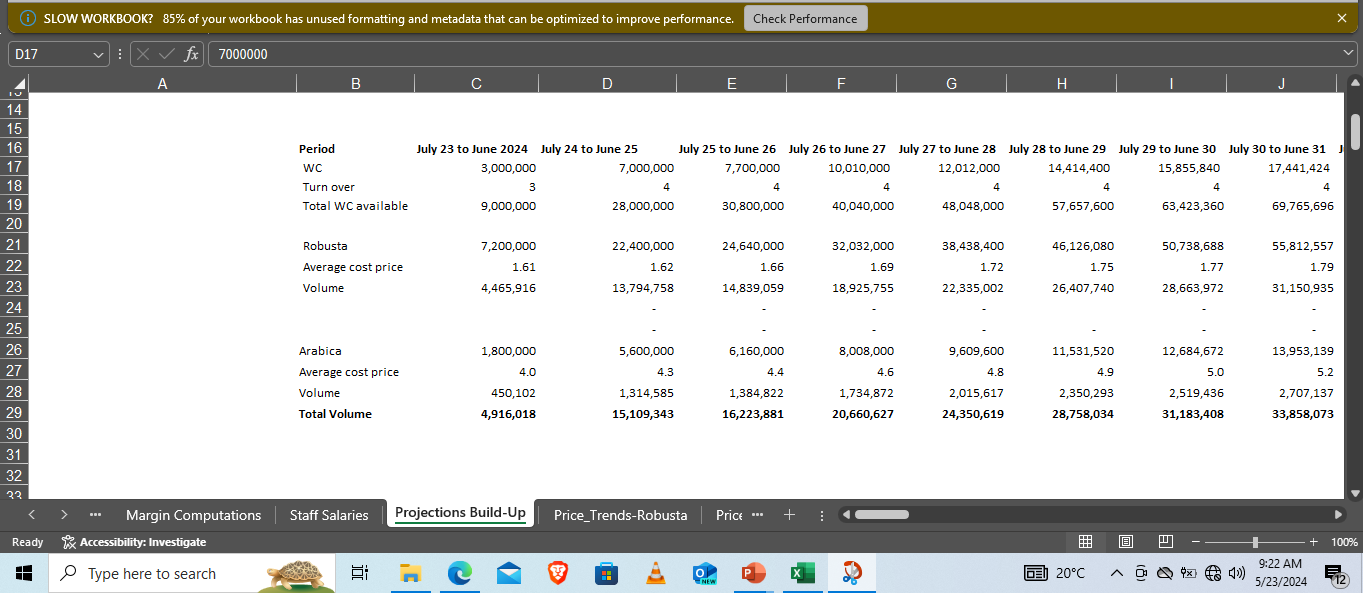 SLOW WORKBOOK? 85% of your workbook has unused formatting and metadata that can be optimized to improve performance. Check Performance
D17 fx 7000000
A B C D E F G H I J
14
15
16 Period July 23 to June 2024 July 24 to June 25 July 25 to June 26 July 26 to June 27 July 27 to June 28 July 28 to June 29 July 29 to June 30 July 30 to June 31
17 WC 3,000,000 7,000,000 7,700,000 10,010,000 12,012,000 14,414,400 15,855,840 17,441,424
18 Turn over 3 4 4 4 4 4 4 4
19 Total WC available 9,000,000 28,000,000 30,800,000 40,040,000 48,048,000 57,657,600 63,423,360 69,765,696
20
21 Robusta 7,200,000 22,400,000 24,640,000 32,032,000 38,438,400 46,126,080 50,738,688 55,812,557
22 Average cost price 1.61 1.62 1.66 1.69 1.72 1.75 1.77 1.79
23 Volume 4,465,916 13,794,758 14,839,059 18,925,755 22,335,002 26,407,740 28,663,972 31,150,935
24 - - - - - -
25 - - - - - - -
26 Arabica 1,800,000 5,600,000 6,160,000 8,008,000 9,609,600 11,531,520 12,684,672 13,953,139
27 Average cost price 4.0 4.3 4.4 4.6 4.8 4.9 5.0 5.2
28 Volume 450,102 1,314,585 1,384,822 1,734,872 2,015,617 2,350,293 2,519,436 2,707,137
29 Total Volume 4,916,018 15,109,343 16,223,881 20,660,627 24,350,619 28,758,034 31,183,408 33,858,073
30
31
32
33
Margin Computations Staff Salaries Projections Build-Up Price_Trends-Robusta Price
Ready Accessibility: Investigate 100%
Type here to search 20°C 9:22 AM
5/23/2024 12